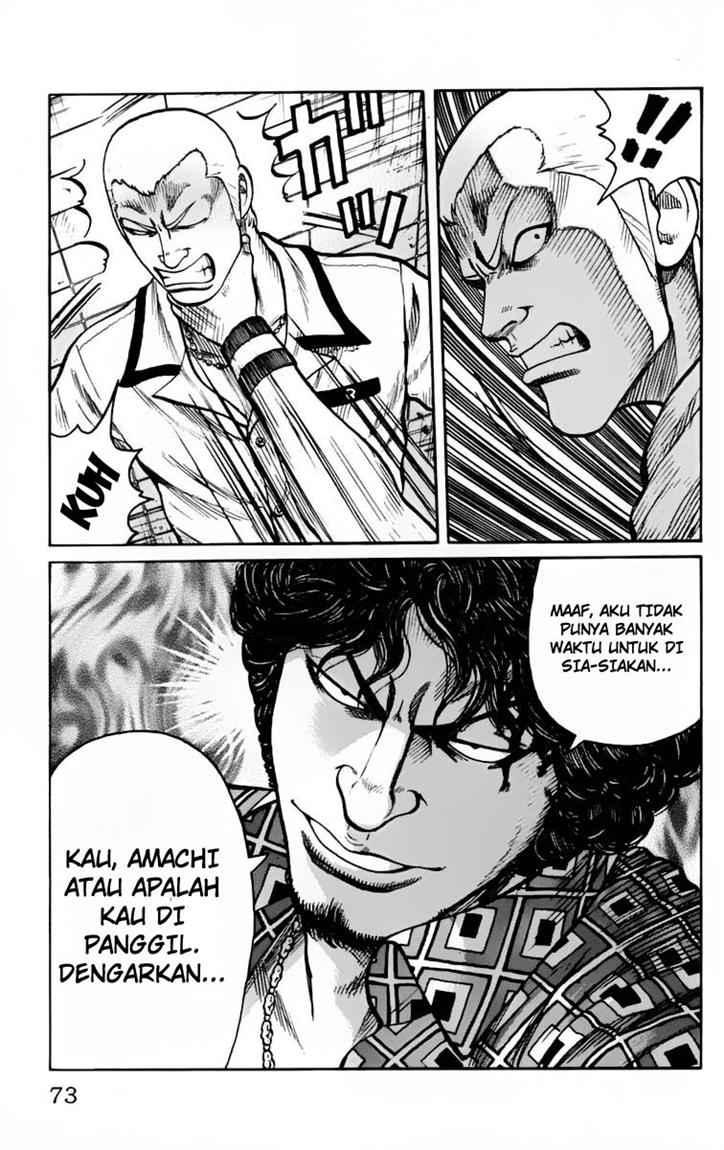 !!
ガッ
KUH
MAAF, AKU TIDAK
PUNYA BANYAK
WAKTU UNTUK DI
SIA-SIAKAN...
KAU, AMACHI
ATAU APALAH
KAU DI
PANGGIL.
DENGARKAN...
73